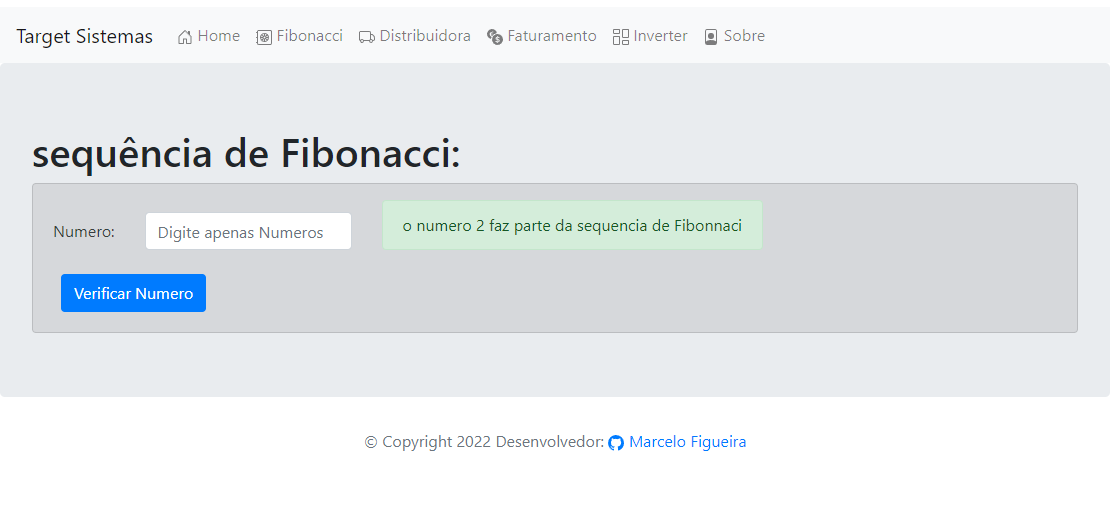 Target Sistemas Home Fibonacci Distribuidora Faturamento Inverter Sobre
sequência de Fibonacci:
Numero: Digite apenas Numeros o numero 2 faz parte da sequencia de Fibonnaci
Verificar Numero
© Copyright 2022 Desenvolvedor: Marcelo Figueira